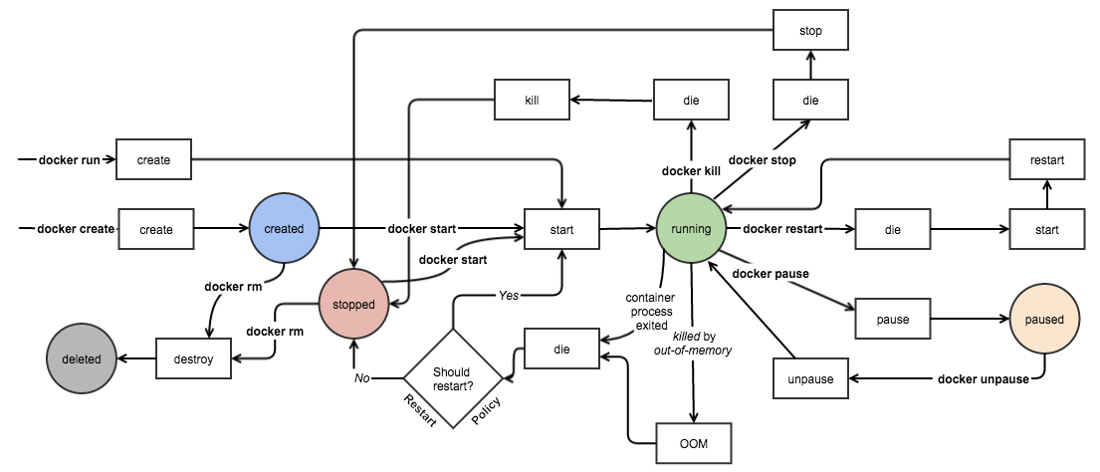 stop
kill
die
die
docker run
create
docker kill
docker stop
restart
docker create
create
created
docker start
start
running
docker restart
die
start
docker start
docker rm
stopped
docker pause
container
process
exited
Yes
docker rm
killed by
out-of-memory
pause
paused
deleted
destroy
die
Should
restart?
No
Restart
Policy
unpause
docker unpause
OOM